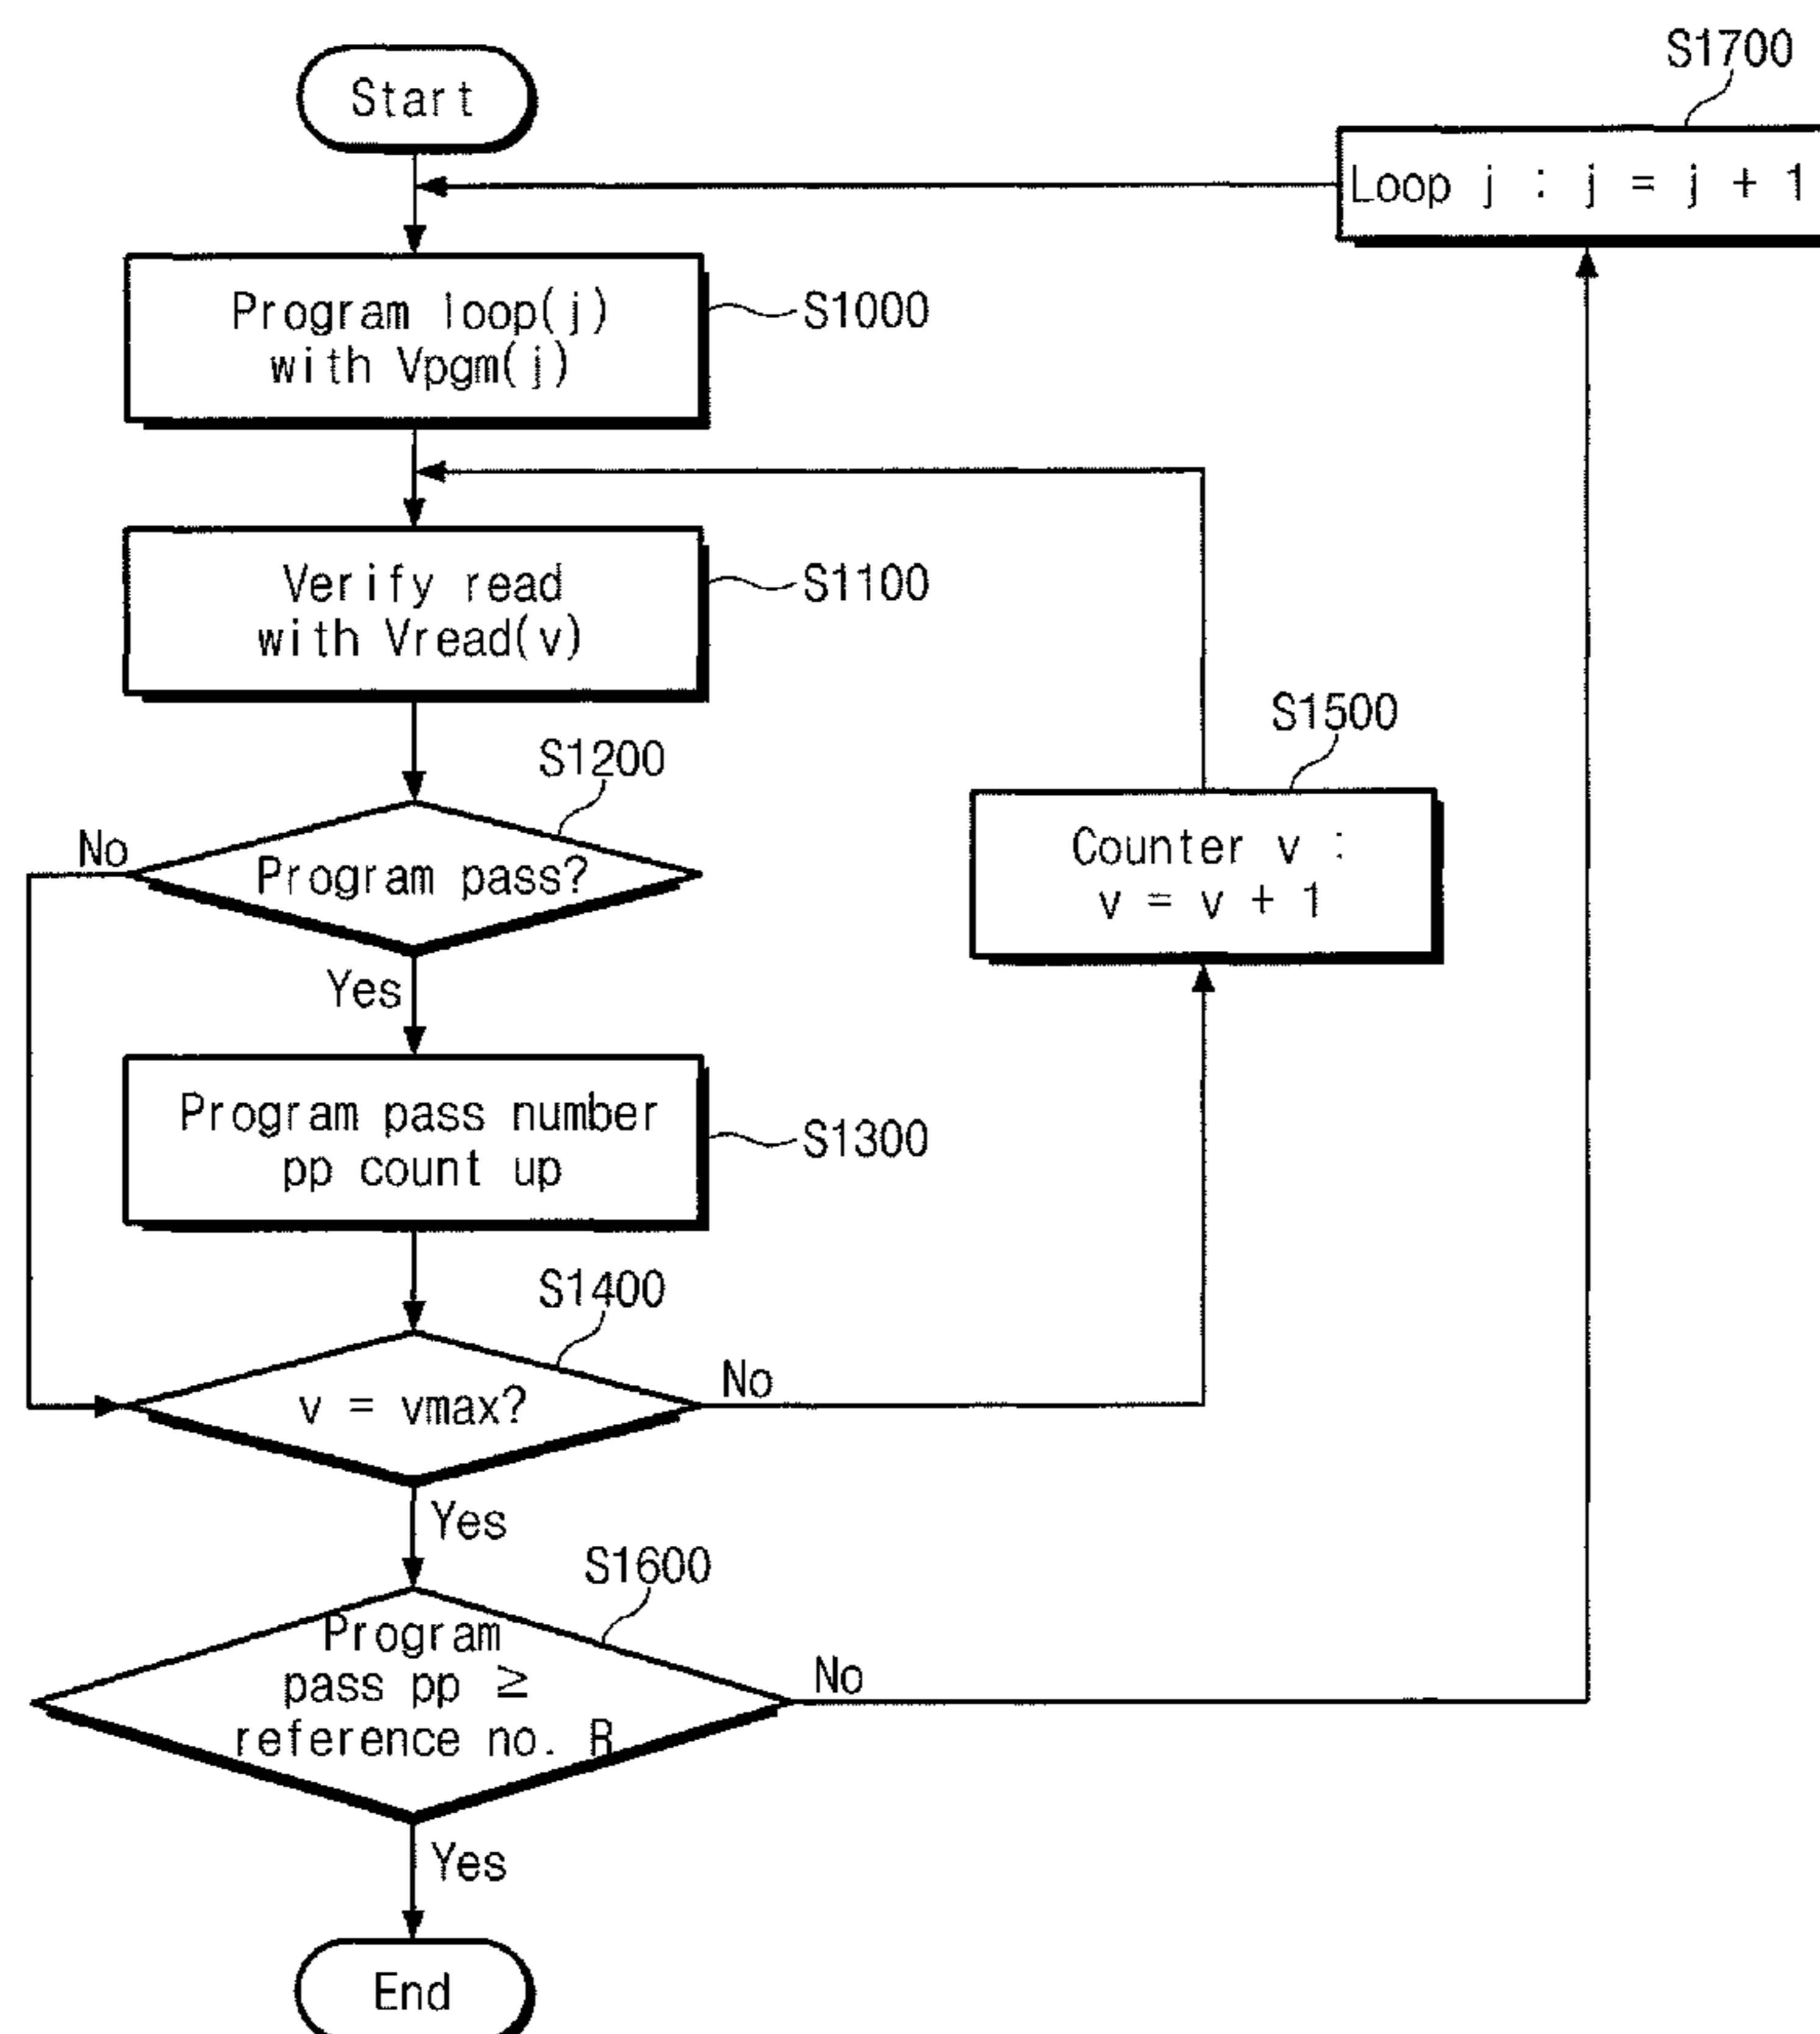 S1700
Start
Loop j : j = j + 1
Program loop(j)
with Vpgm(j)
S1000
Verify read
with Vread(v)
S1100
S1200
No
Program pass?
Yes
S1500
Counter v :
v = v + 1
Program pass number
pp count up
S1300
S1400
v = vmax?
No
Yes
S1600
Program
pass pp ≥
reference no. R
No
Yes
End